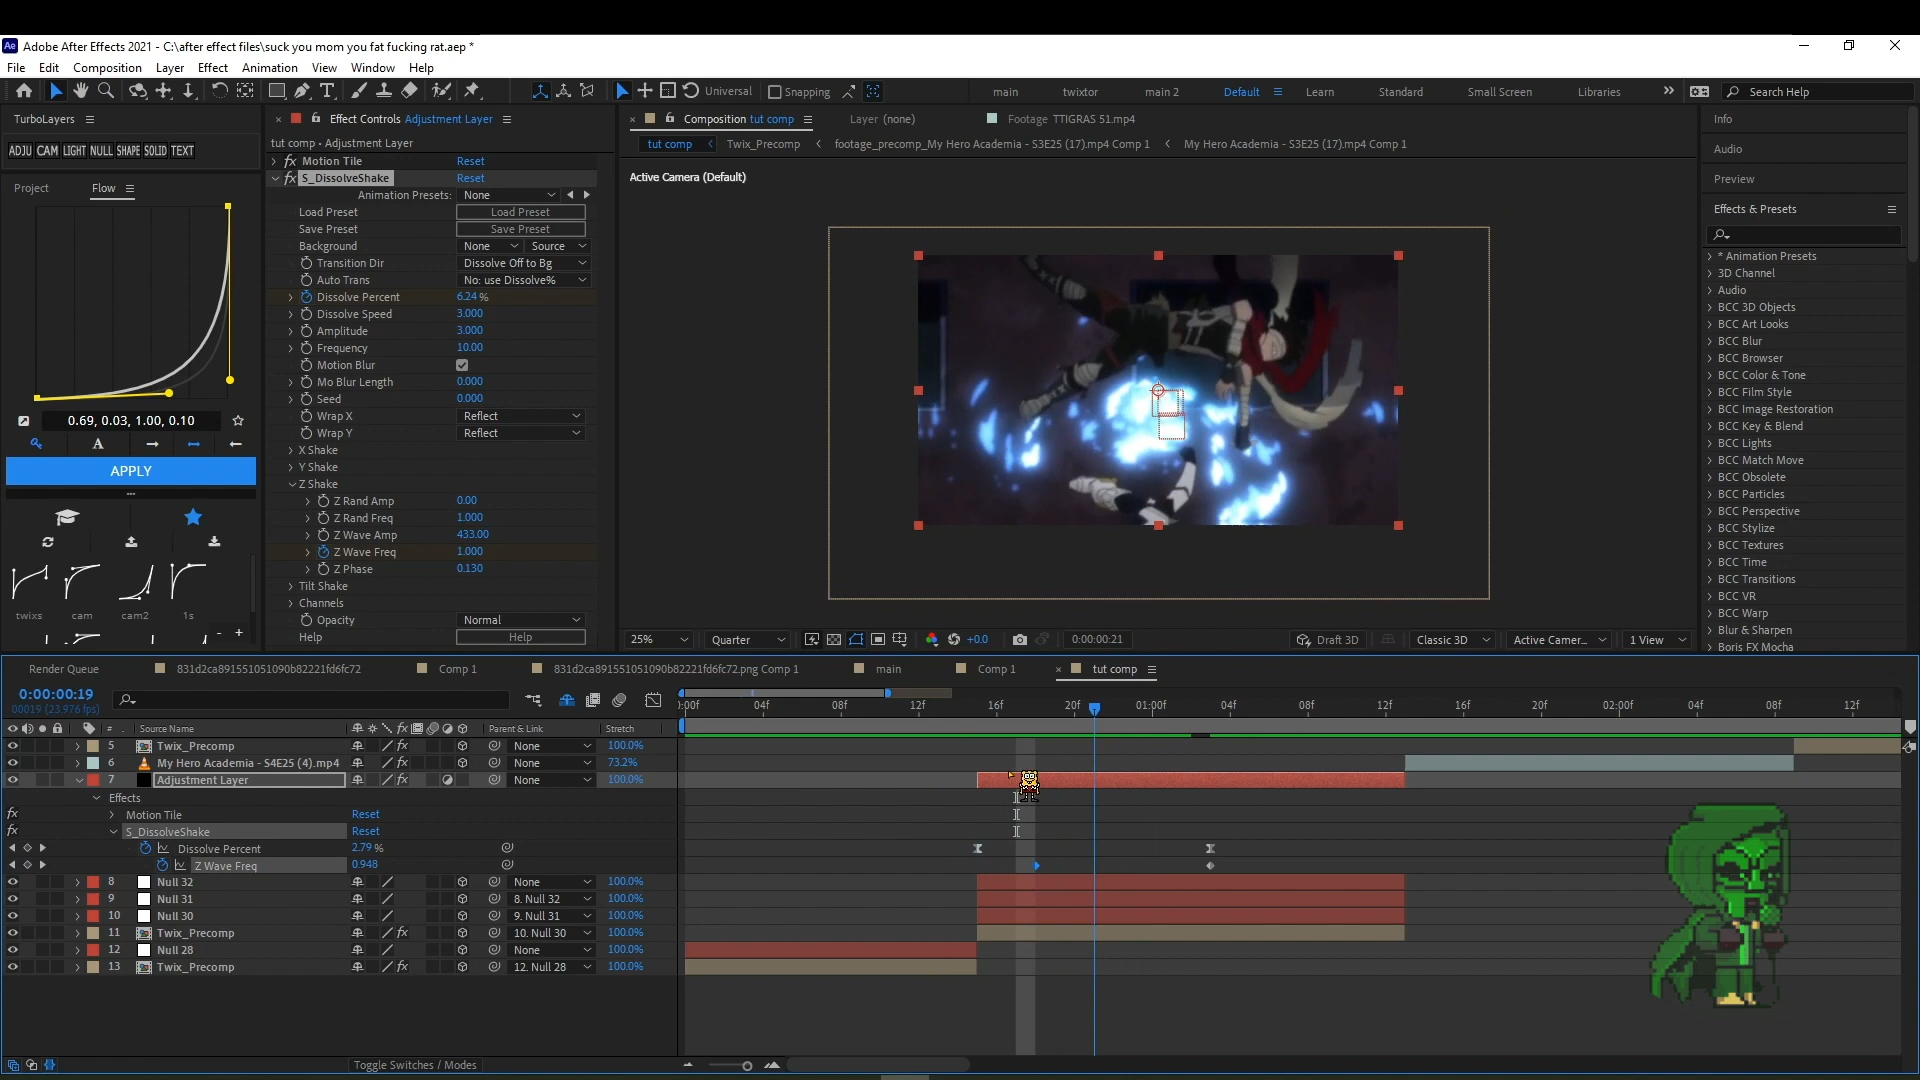 Ae Adobe After Effects 2021 - C:\after effect files\suck you mom you fat fucking rat.aep *
File Edit Composition Layer Effect Animation View Window Help
Universal Snapping main twixtor main 2 Default Learn Standard Small Screen Libraries Search Help
TurboLayers
ADJU CAM LIGHT NULL SHAPE SOLID TEXT
Project Flow
0.69, 0.03, 1.00, 0.10
A
APPLY
twixs cam cam2 1s
Effect Controls Adjustment Layer
tut comp • Adjustment Layer
fx Motion Tile Reset
fx S_DissolveShake Reset
Animation Presets: None
Load Preset Load Preset
Save Preset Save Preset
Background None Source
Transition Dir Dissolve Off to Bg
Auto Trans No: use Dissolve%
Dissolve Percent 6.24 %
Dissolve Speed 3.000
Amplitude 3.000
Frequency 10.00
Motion Blur
Mo Blur Length 0.000
Seed 0.000
Wrap X Reflect
Wrap Y Reflect
X Shake
Y Shake
Z Shake
Z Rand Amp 0.00
Z Rand Freq 1.000
Z Wave Amp 433.00
Z Wave Freq 1.000
Z Phase 0.130
Tilt Shake
Channels
Opacity Normal
Help Help
Composition tut comp Layer (none) Footage TTIGRAS 51.mp4
tut comp Twix_Precomp footage_precomp_My Hero Academia - S3E25 (17).mp4 Comp 1 My Hero Academia - S3E25 (17).mp4 Comp 1
Active Camera (Default)
25% Quarter +0.0 0:00:00:21 Draft 3D Classic 3D Active Camer... 1 View
Info
Audio
Preview
Effects & Presets
* Animation Presets
3D Channel
Audio
BCC 3D Objects
BCC Art Looks
BCC Blur
BCC Browser
BCC Color & Tone
BCC Film Style
BCC Image Restoration
BCC Key & Blend
BCC Lights
BCC Match Move
BCC Obsolete
BCC Particles
BCC Perspective
BCC Stylize
BCC Textures
BCC Time
BCC Transitions
BCC VR
BCC Warp
Blur & Sharpen
Boris FX Mocha
Render Queue 831d2ca891551051090b82221fd6fc72 Comp 1 831d2ca891551051090b82221fd6fc72.png Comp 1 main Comp 1 tut comp
0:00:00:19
00019 (23.976 fps)
:00f 04f 08f 12f 16f 20f 01:00f 04f 08f 12f 16f 20f 02:00f 04f 08f 12f
# Source Name fx Parent & Link Stretch
5 Twix_Precomp fx None 100.0%
6 My Hero Academia - S4E25 (4).mp4 fx None 73.2%
7 Adjustment Layer fx None 100.0%
Effects
fx Motion Tile Reset
fx S_DissolveShake Reset
Dissolve Percent 2.79 %
Z Wave Freq 0.948
8 Null 32 None 100.0%
9 Null 31 8. Null 32 100.0%
10 Null 30 9. Null 31 100.0%
11 Twix_Precomp fx 10. Null 30 100.0%
12 Null 28 None 100.0%
13 Twix_Precomp fx 12. Null 28 100.0%
Toggle Switches / Modes